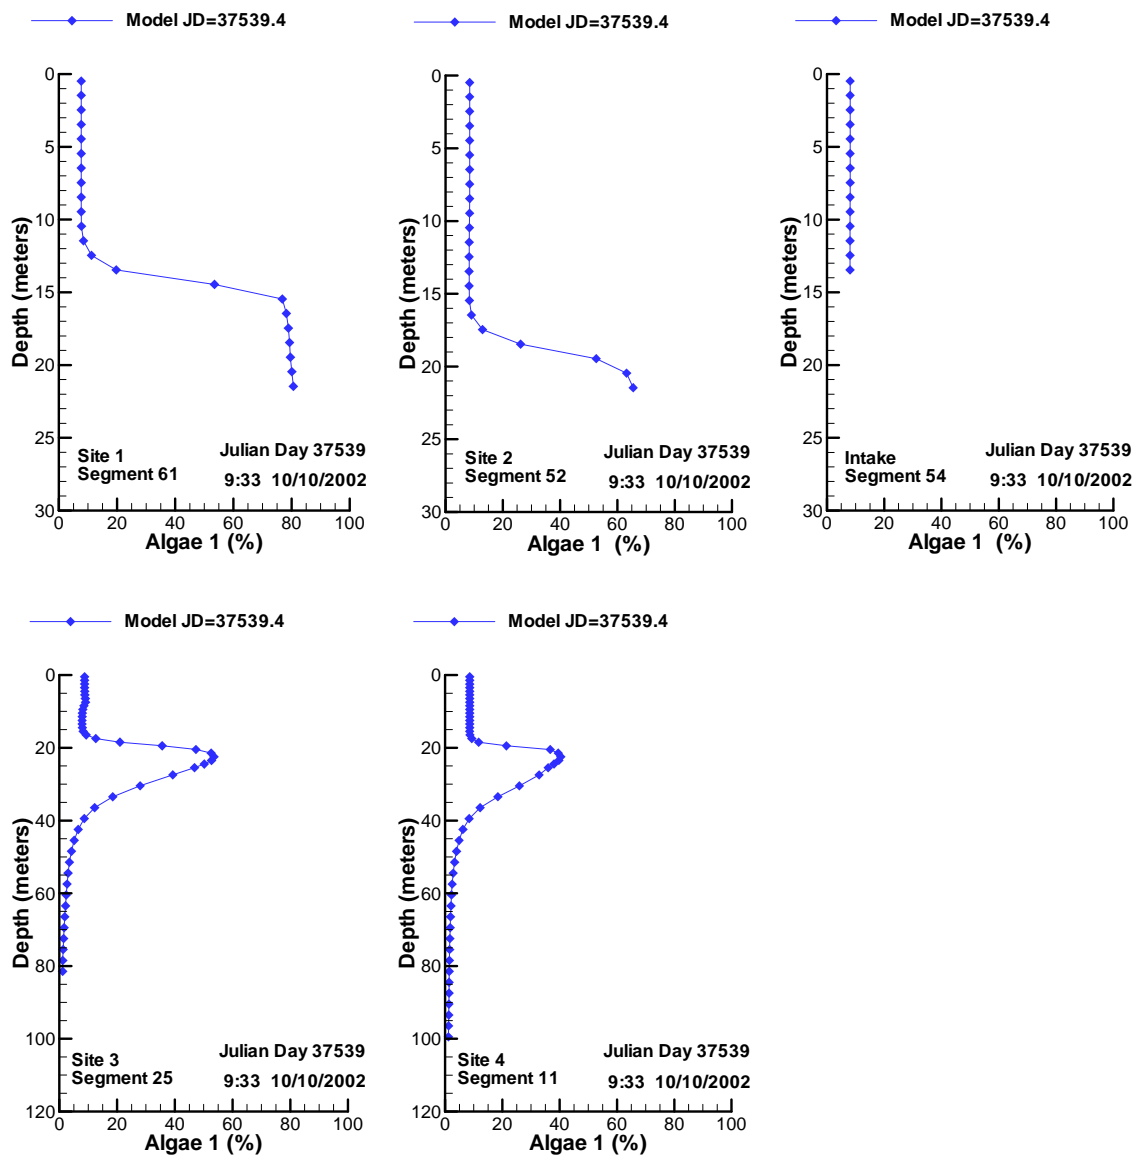 Model JD=37539.4
0
5
10
15
20
25
30
Depth (meters)
Site 1
Segment 61
Julian Day 37539
9:33 10/10/2002
0 20 40 60 80 100
Algae 1 (%)
Model JD=37539.4
0
5
10
15
20
25
30
Depth (meters)
Site 2
Segment 52
Julian Day 37539
9:33 10/10/2002
0 20 40 60 80 100
Algae 1 (%)
Model JD=37539.4
0
5
10
15
20
25
30
Depth (meters)
Intake
Segment 54
Julian Day 37539
9:33 10/10/2002
0 20 40 60 80 100
Algae 1 (%)
Model JD=37539.4
0
20
40
60
80
100
120
Depth (meters)
Site 3
Segment 25
Julian Day 37539
9:33 10/10/2002
0 20 40 60 80 100
Algae 1 (%)
Model JD=37539.4
0
20
40
60
80
100
120
Depth (meters)
Site 4
Segment 11
Julian Day 37539
9:33 10/10/2002
0 20 40 60 80 100
Algae 1 (%)